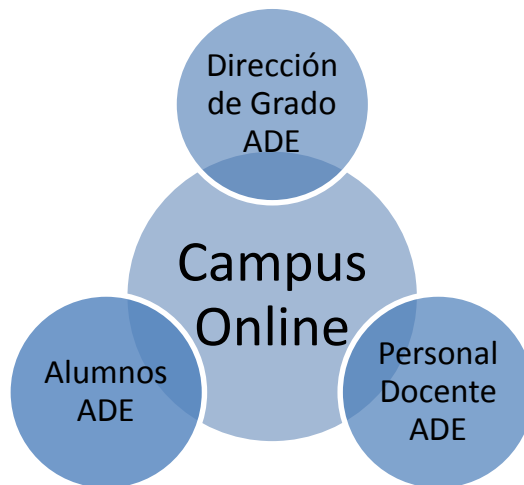 Dirección
de Grado
ADE
Campus
Online
Alumnos
ADE
Personal
Docente
ADE